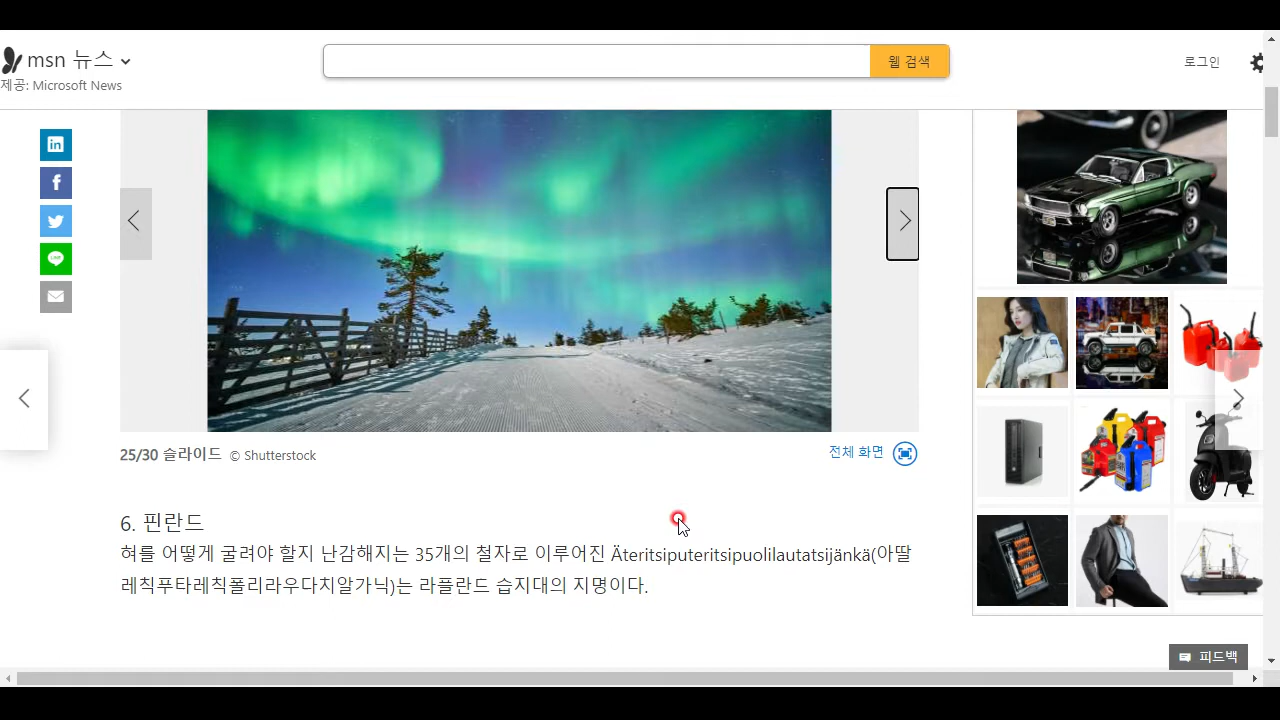 msn 뉴스
제공: Microsoft News
웹 검색
로그인
25/30 슬라이드 © Shutterstock
전체 화면
6. 핀란드
혀를 어떻게 굴려야 할지 난감해지는 35개의 철자로 이루어진 Äteritsiputeritsipuolilautatsijänkä(아딸
레칙푸타레칙폴리라우다치알가닉)는 라플란드 습지대의 지명이다.
피드백